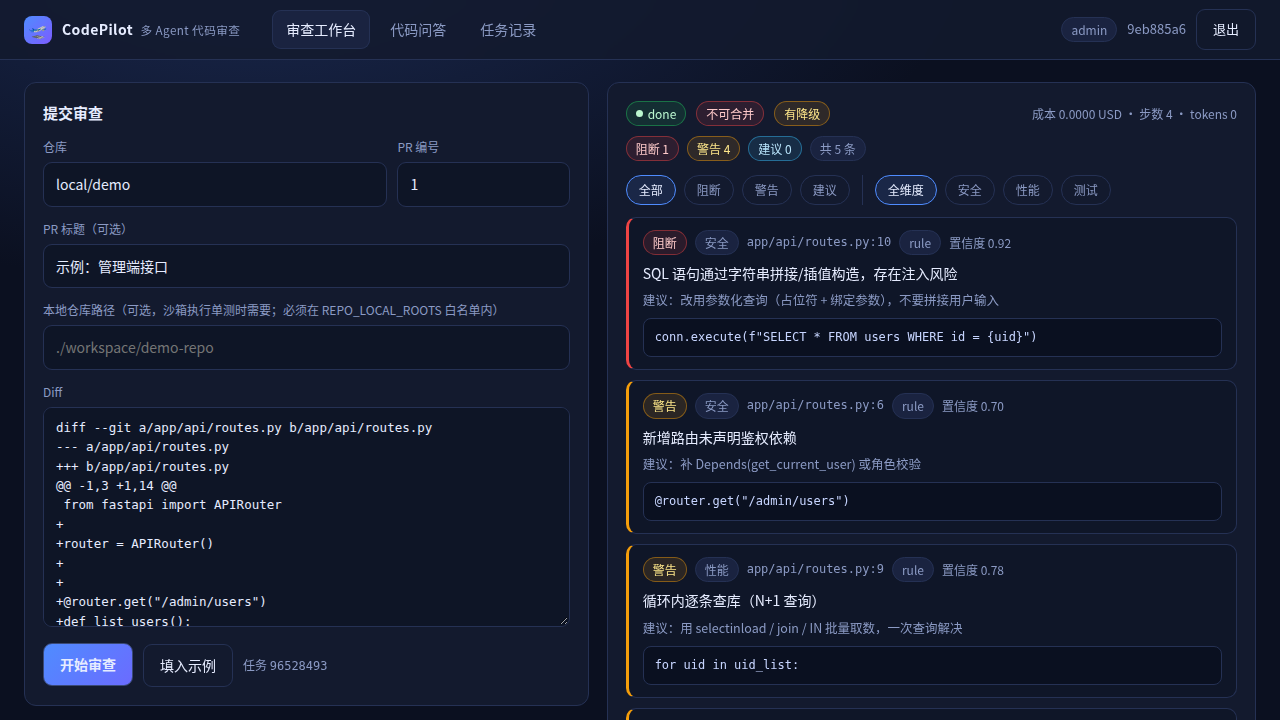 CodePilot 多 Agent 代码审查 审查工作台 代码问答 任务记录 admin 9eb885a6 退出
提交审查
仓库 PR 编号
local/demo 1
PR 标题（可选）
示例：管理端接口
本地仓库路径（可选，沙箱执行单测时需要；必须在 REPO_LOCAL_ROOTS 白名单内）
./workspace/demo-repo
Diff
diff --git a/app/api/routes.py b/app/api/routes.py
--- a/app/api/routes.py
+++ b/app/api/routes.py
@@ -1,3 +1,14 @@
 from fastapi import APIRouter
+
+router = APIRouter()
+
+
+@router.get("/admin/users")
+def list_users():
开始审查 填入示例 任务 96528493
done 不可合并 有降级 成本 0.0000 USD · 步数 4 · tokens 0
阻断 1 警告 4 建议 0 共 5 条
全部 阻断 警告 建议 全维度 安全 性能 测试
阻断 安全 app/api/routes.py:10 rule 置信度 0.92
SQL 语句通过字符串拼接/插值构造，存在注入风险
建议：改用参数化查询（占位符 + 绑定参数），不要拼接用户输入
conn.execute(f"SELECT * FROM users WHERE id = {uid}")
警告 安全 app/api/routes.py:6 rule 置信度 0.70
新增路由未声明鉴权依赖
建议：补 Depends(get_current_user) 或角色校验
@router.get("/admin/users")
警告 性能 app/api/routes.py:9 rule 置信度 0.78
循环内逐条查库（N+1 查询）
建议：用 selectinload / join / IN 批量取数，一次查询解决
for uid in uid_list: